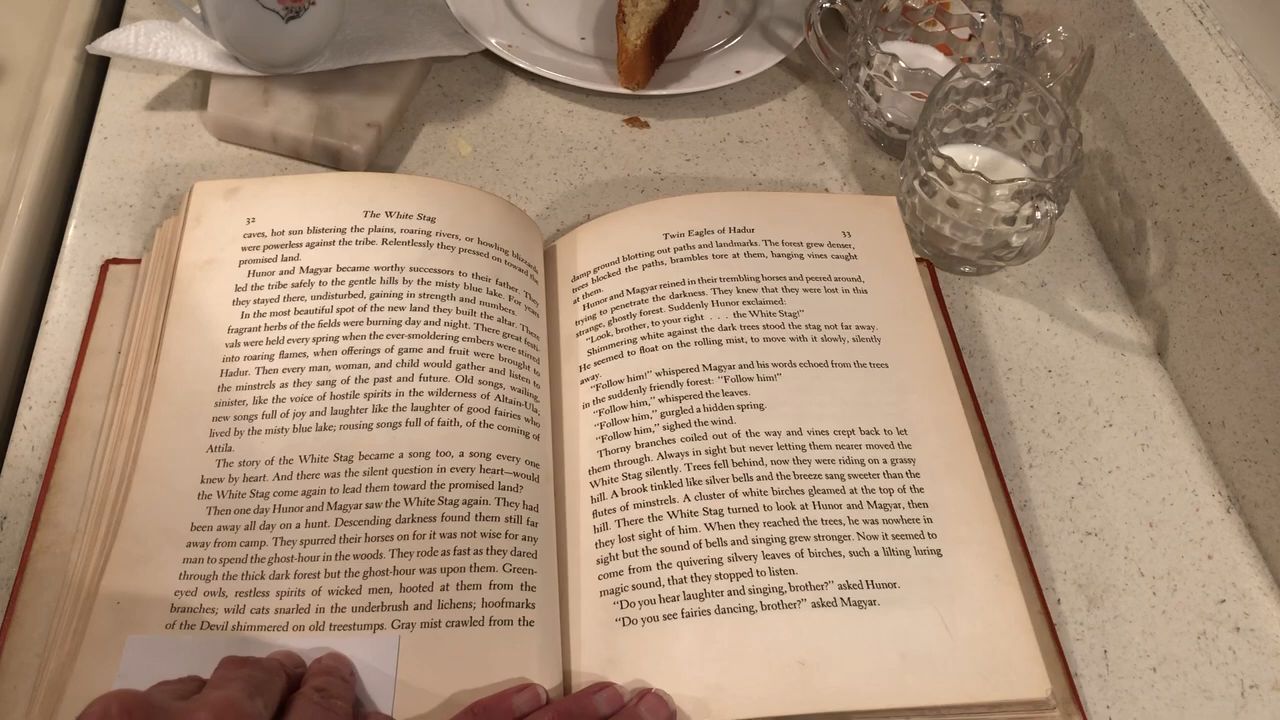 32
The White Stag
caves, hot sun blistering the plains, roaring rivers, or howling blizzards
were powerless against the tribe. Relentlessly they pressed on toward the
promised land.
Hunor and Magyar became worthy successors to their father. They
led the tribe safely to the gentle hills by the misty blue lake. For years
they stayed there, undisturbed, gaining in strength and numbers.
In the most beautiful spot of the new land they built the altar. There
fragrant herbs of the fields were burning day and night. There great festi-
vals were held every spring when the ever-smoldering embers were stirred
into roaring flames, when offerings of game and fruit were brought to
Hadur. Then every man, woman, and child would gather and listen to
the minstrels as they sang of the past and future. Old songs, wailing,
sinister, like the voice of hostile spirits in the wilderness of Altain-Ula;
new songs full of joy and laughter like the laughter of good fairies who
lived by the misty blue lake; rousing songs full of faith, of the coming of
Attila.
The story of the White Stag became a song too, a song every one
knew by heart. And there was the silent question in every heart—would
the White Stag come again to lead them toward the promised land?
Then one day Hunor and Magyar saw the White Stag again. They had
been away all day on a hunt. Descending darkness found them still far
away from camp. They spurred their horses on for it was not wise for any
man to spend the ghost-hour in the woods. They rode as fast as they dared
through the thick dark forest but the ghost-hour was upon them. Green-
eyed owls, restless spirits of wicked men, hooted at them from the
branches; wild cats snarled in the underbrush and lichens; hoofmarks
of the Devil shimmered on old treestumps. Gray mist crawled from the
Twin Eagles of Hadur
33
damp ground blotting out paths and landmarks. The forest grew denser,
trees blocked the paths, brambles tore at them, hanging vines caught
at them.
Hunor and Magyar reined in their trembling horses and peered around,
trying to penetrate the darkness. They knew that they were lost in this
strange, ghostly forest. Suddenly Hunor exclaimed:
"Look, brother, to your right . . . the White Stag!"
Shimmering white against the dark trees stood the stag not far away.
He seemed to float on the rolling mist, to move with it slowly, silently
away.
"Follow him!" whispered Magyar and his words echoed from the trees
in the suddenly friendly forest: "Follow him!"
"Follow him," whispered the leaves.
"Follow him," gurgled a hidden spring.
"Follow him," sighed the wind.
Thorny branches coiled out of the way and vines crept back to let
them through. Always in sight but never letting them nearer moved the
White Stag silently. Trees fell behind, now they were riding on a grassy
hill. A brook tinkled like silver bells and the breeze sang sweeter than the
flutes of minstrels. A cluster of white birches gleamed at the top of the
hill. There the White Stag turned to look at Hunor and Magyar, then
they lost sight of him. When they reached the trees, he was nowhere in
sight but the sound of bells and singing grew stronger. Now it seemed to
come from the quivering silvery leaves of birches, such a lilting luring
magic sound, that they stopped to listen.
"Do you hear laughter and singing, brother?" asked Hunor.
"Do you see fairies dancing, brother?" asked Magyar.